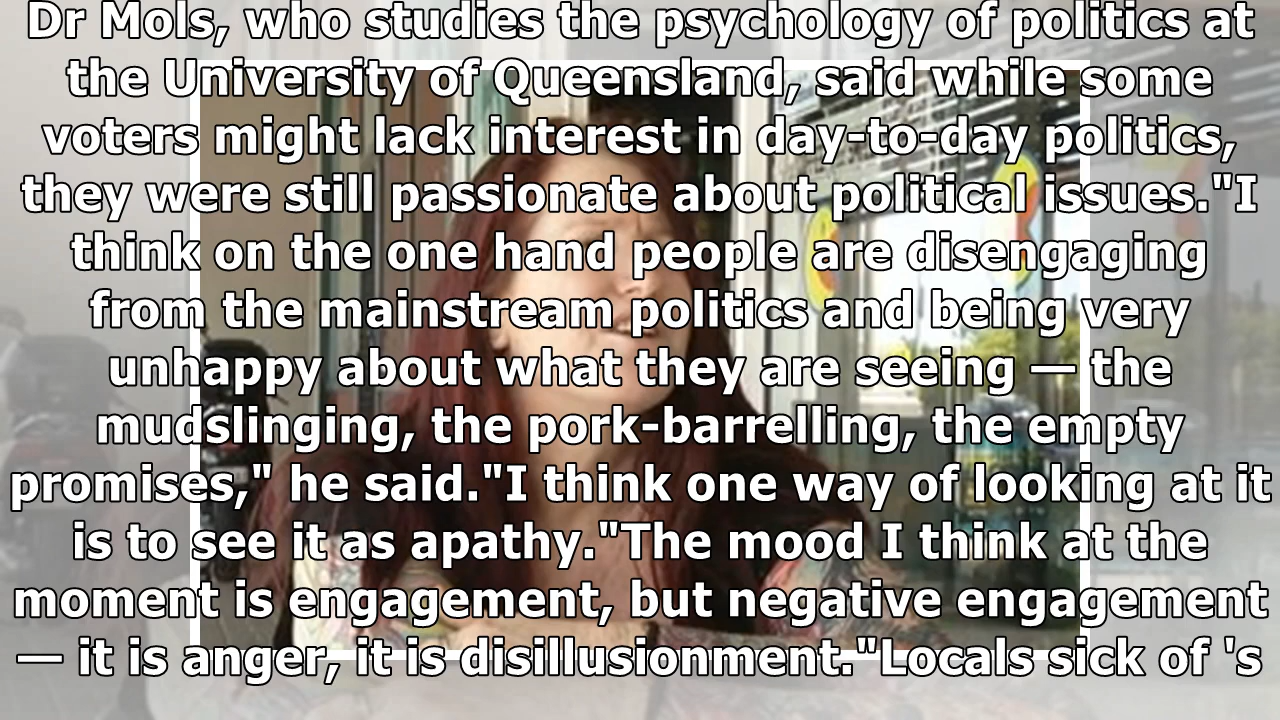 Dr Mols, who studies the psychology of politics at
the University of Queensland, said while some
voters might lack interest in day-to-day politics,
they were still passionate about political issues."I
think on the one hand people are disengaging
from the mainstream politics and being very
unhappy about what they are seeing — the
mudslinging, the pork-barrelling, the empty
promises," he said."I think one way of looking at it
is to see it as apathy."The mood I think at the
moment is engagement, but negative engagement
— it is anger, it is disillusionment."Locals sick of 's